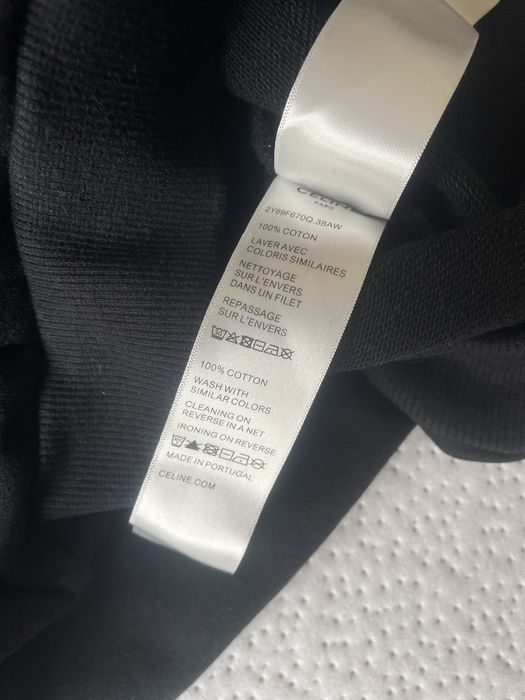 CELINE
PARIS
2Y89F670Q.38AW
100% COTON
LAVER AVEC
COLORIS SIMILAIRES
NETTOYAGE
SUR L'ENVERS
DANS UN FILET
REPASSAGE
SUR L'ENVERS
100% COTTON
WASH WITH
SIMILAR COLORS
CLEANING ON
REVERSE IN A NET
IRONING ON REVERSE
MADE IN PORTUGAL
CELINE.COM